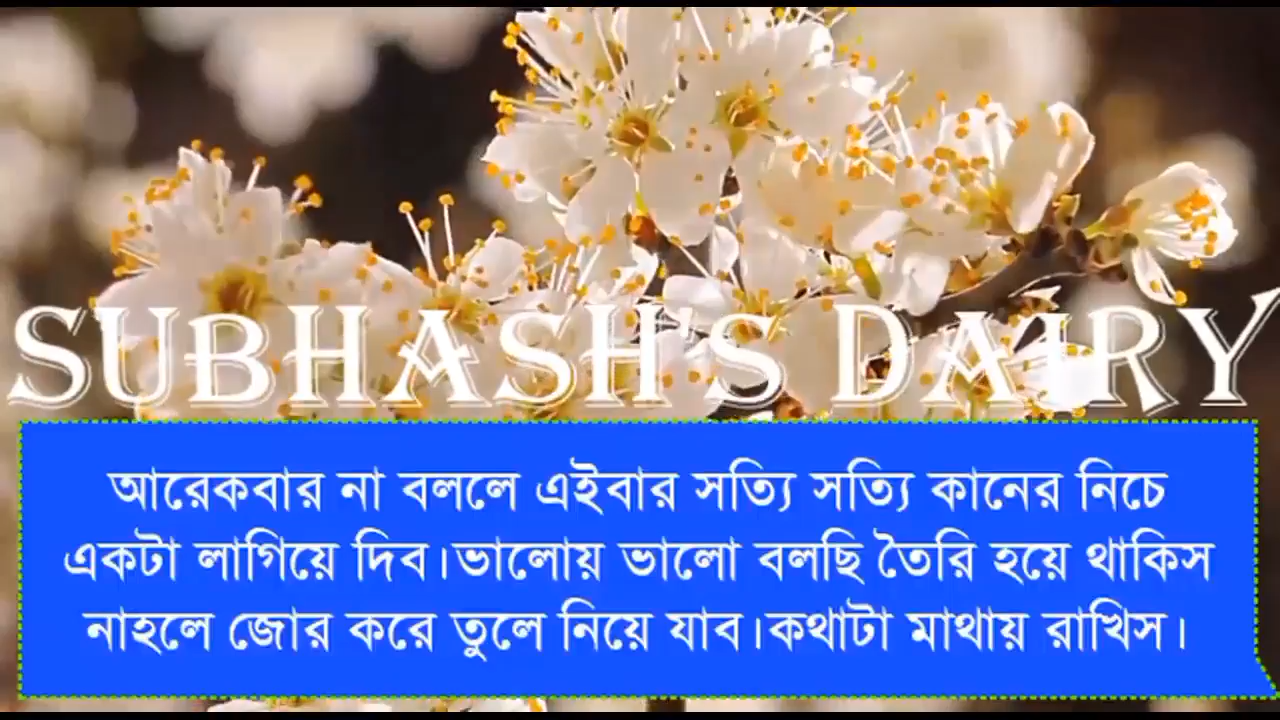 SUBHASH'S DAIRY
আরেকবার না বললে এইবার সত্যি সত্যি কানের নিচে
একটা লাগিয়ে দিব।ভালোয় ভালো বলছি তৈরি হয়ে থাকিস
নাহলে জোর করে তুলে নিয়ে যাব।কথাটা মাথায় রাখিস।